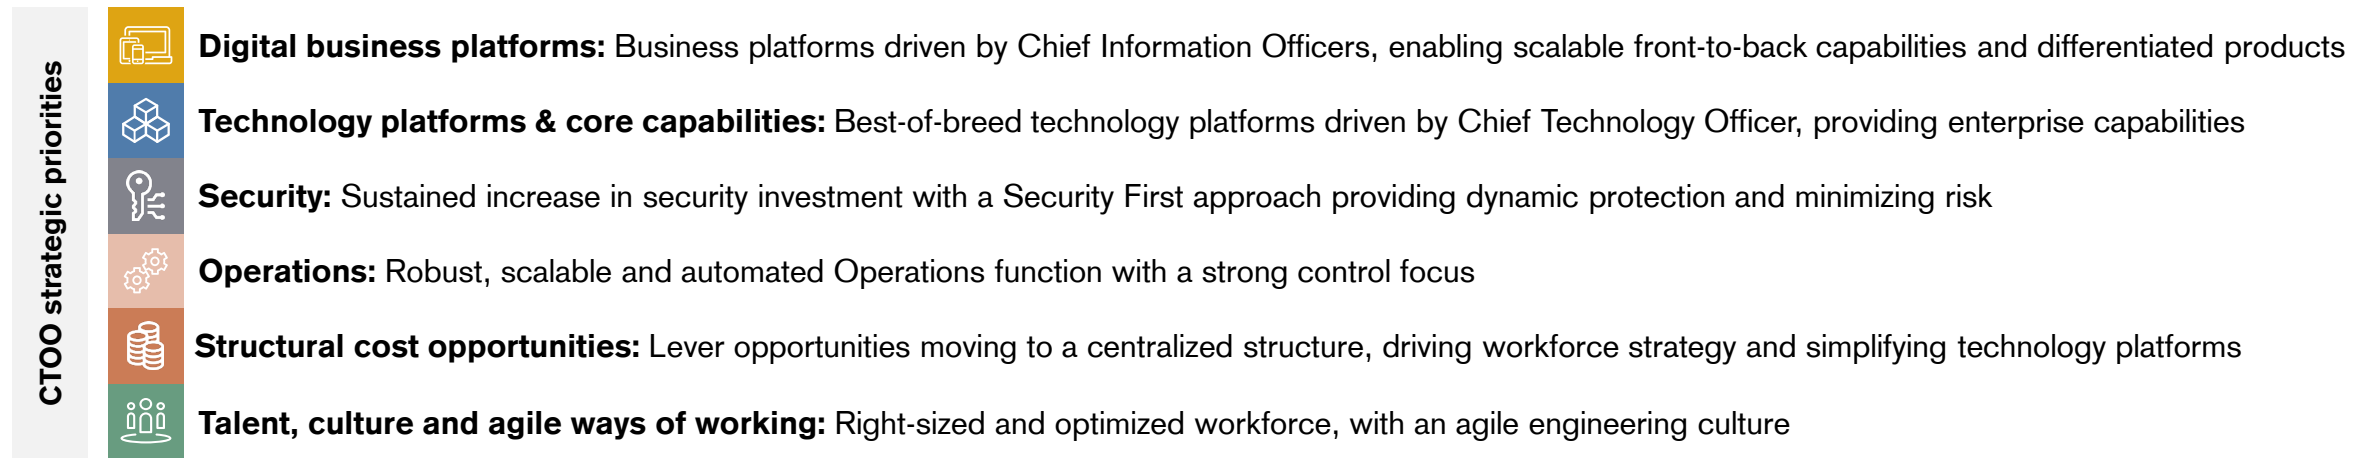 CTOO strategic priorities
Digital business platforms: Business platforms driven by Chief Information Officers, enabling scalable front-to-back capabilities and differentiated products
Technology platforms & core capabilities: Best-of-breed technology platforms driven by Chief Technology Officer, providing enterprise capabilities
Security: Sustained increase in security investment with a Security First approach providing dynamic protection and minimizing risk
Operations: Robust, scalable and automated Operations function with a strong control focus
Structural cost opportunities: Lever opportunities moving to a centralized structure, driving workforce strategy and simplifying technology platforms
Talent, culture and agile ways of working: Right-sized and optimized workforce, with an agile engineering culture